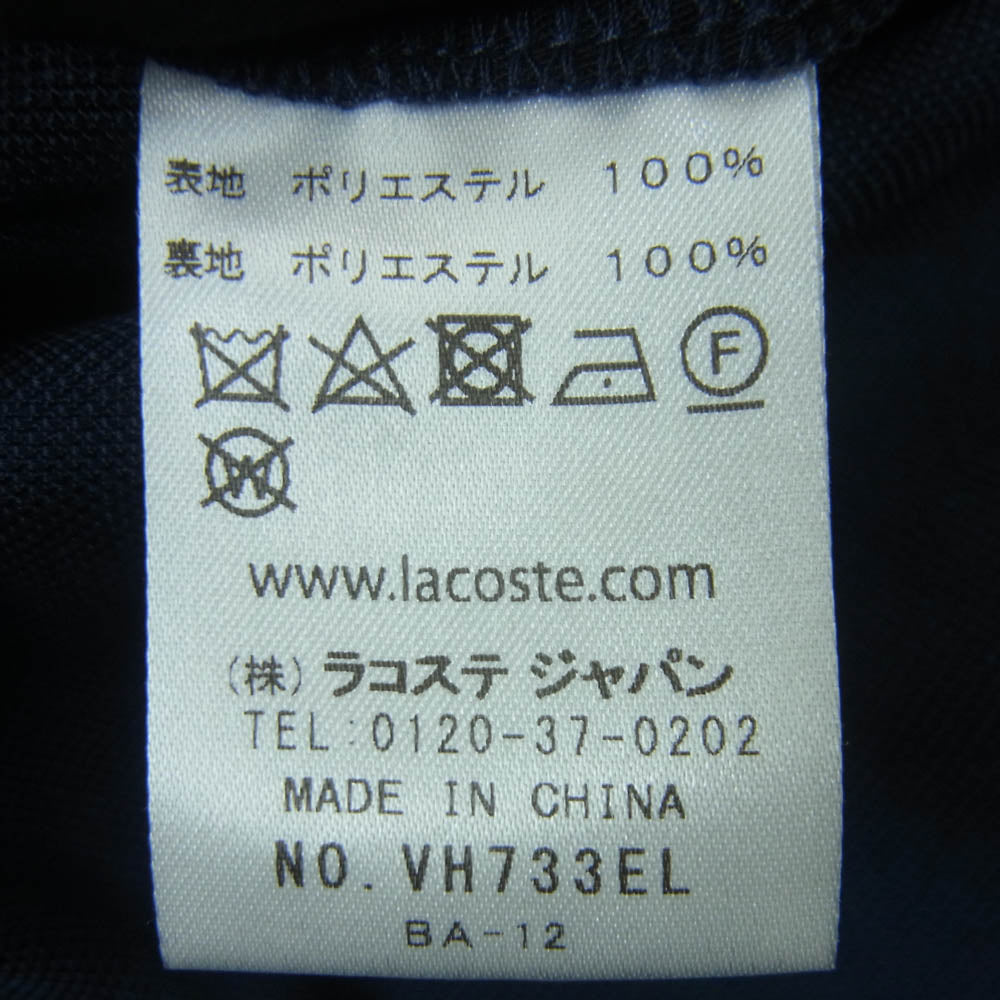 表地 ポリエステル 100%
裏地 ポリエステル 100%
F
W
www.lacoste.com
(株) ラコステ ジャパン
TEL:0120-37-0202
MADE IN CHINA
NO. VH733EL
BA-12